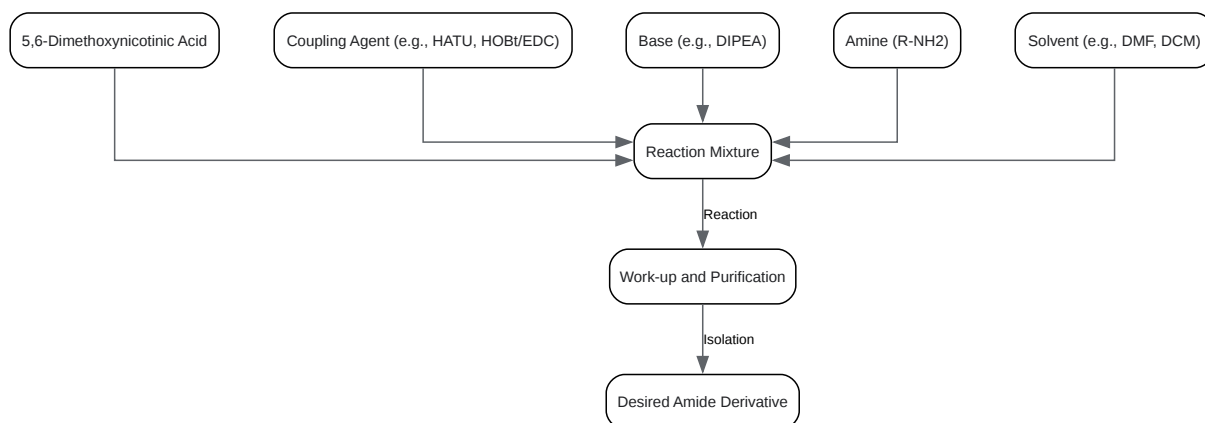 5,6-Dimethoxynicotinic Acid
Coupling Agent (e.g., HATU, HOBt/EDC)
Base (e.g., DIPEA)
Amine (R-NH2)
Solvent (e.g., DMF, DCM)
Reaction Mixture
Reaction
Work-up and Purification
Isolation
Desired Amide Derivative